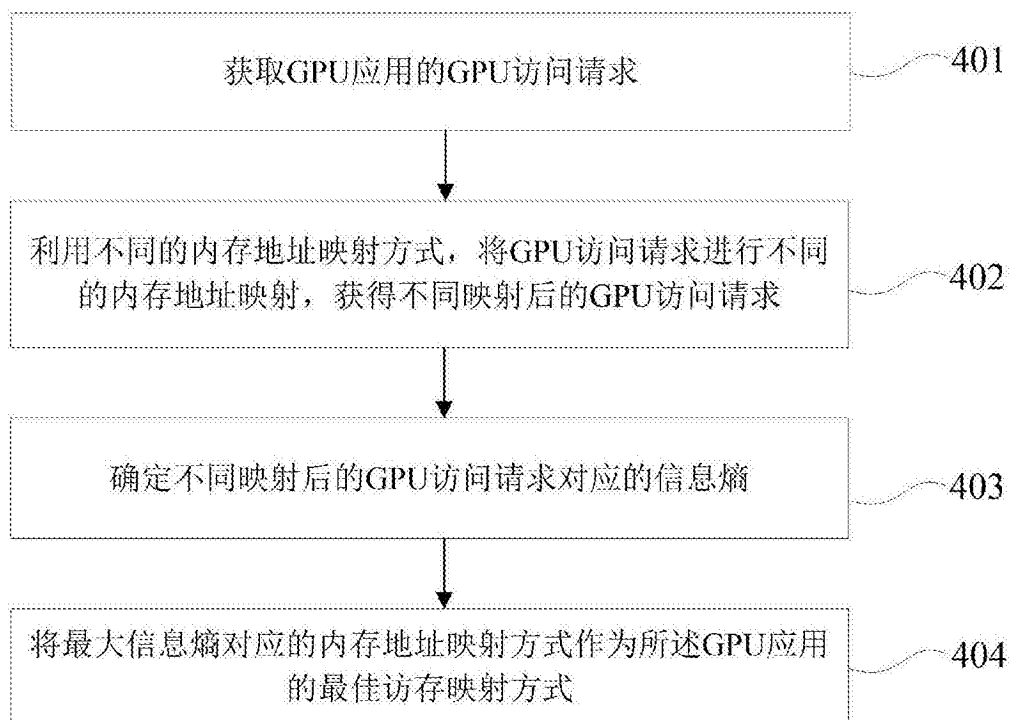 获取GPU应用的GPU访问请求
401
利用不同的内存地址映射方式，将GPU访问请求进行不同
的内存地址映射，获得不同映射后的GPU访问请求
402
确定不同映射后的GPU访问请求对应的信息熵
403
将最大信息熵对应的内存地址映射方式作为所述GPU应用
的最佳访存映射方式
404